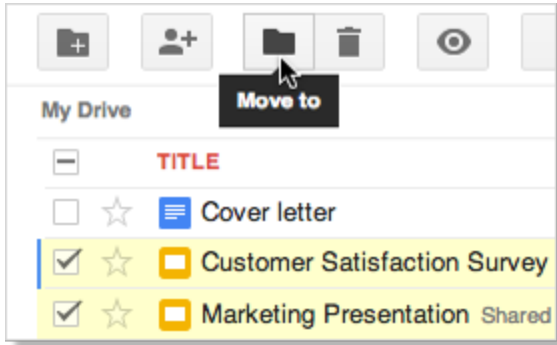 Move to
My Drive
TITLE
Cover letter
Customer Satisfaction Survey
Marketing Presentation Shared